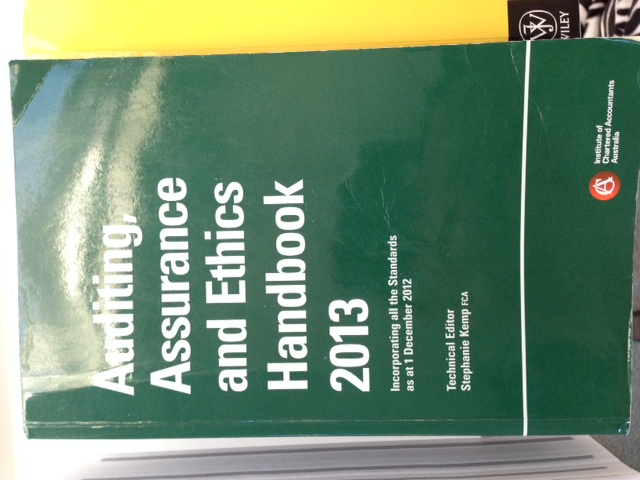 Auditing,
Assurance
and Ethics
Handbook
2013
Incorporating all the Standards
as at 1 December 2012
Technical Editor
Stephanie Kemp FCA
Institute of
Chartered Accountants
Australia
CA
WILEY